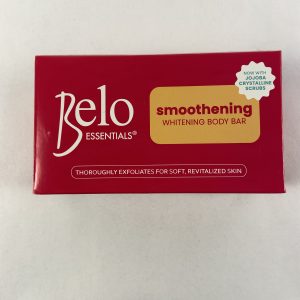 Belo
ESSENTIALS®
smoothening
WHITENING BODY BAR
NOW WITH
JOJOBA
CRYSTALLINE
SCRUBS
THOROUGHLY EXFOLIATES FOR SOFT, REVITALIZED SKIN